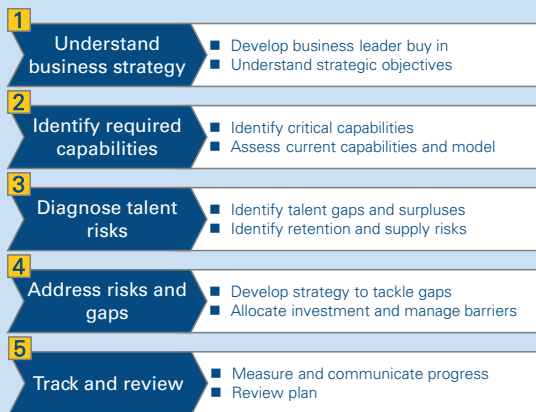 1
Understand
business strategy
■ Develop business leader buy in
■ Understand strategic objectives
2
Identify required
capabilities
■ Identify critical capabilities
■ Assess current capabilities and model
3
Diagnose talent
risks
■ Identify talent gaps and surpluses
■ Identify retention and supply risks
4
Address risks and
gaps
■ Develop strategy to tackle gaps
■ Allocate investment and manage barriers
5
Track and review
■ Measure and communicate progress
■ Review plan